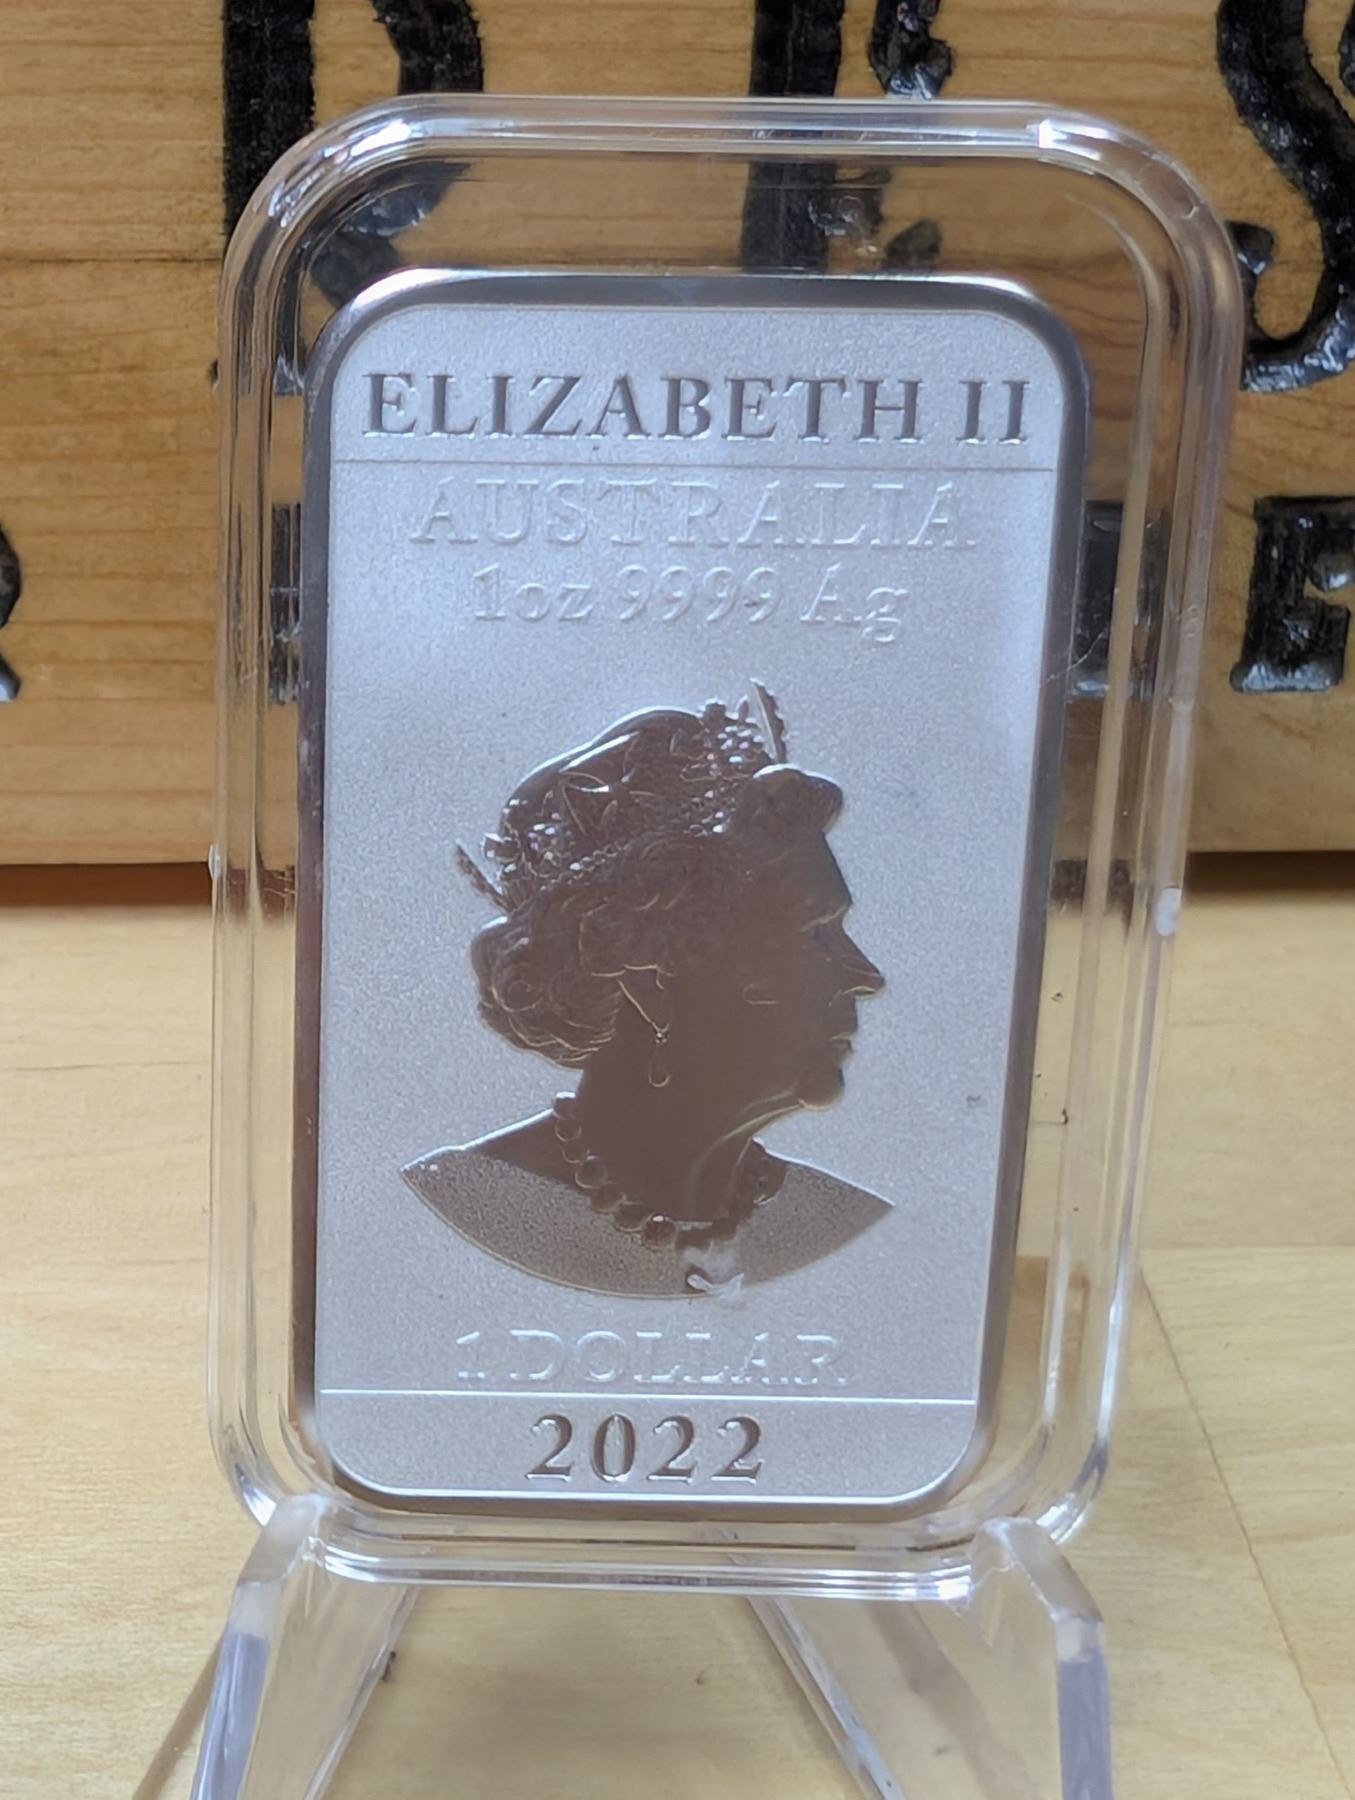 ELIZABETH II
AUSTRALIA
1oz 9999 Ag
1 DOLLAR
2022